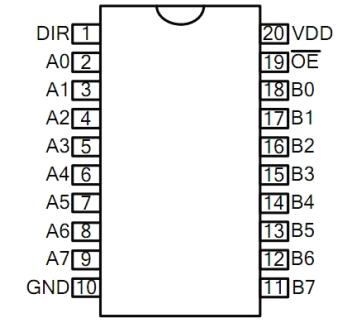 DIR 1 20 VDD
A0 2 19 OE
A1 3 18 B0
A2 4 17 B1
A3 5 16 B2
A4 6 15 B3
A5 7 14 B4
A6 8 13 B5
A7 9 12 B6
GND 10 11 B7